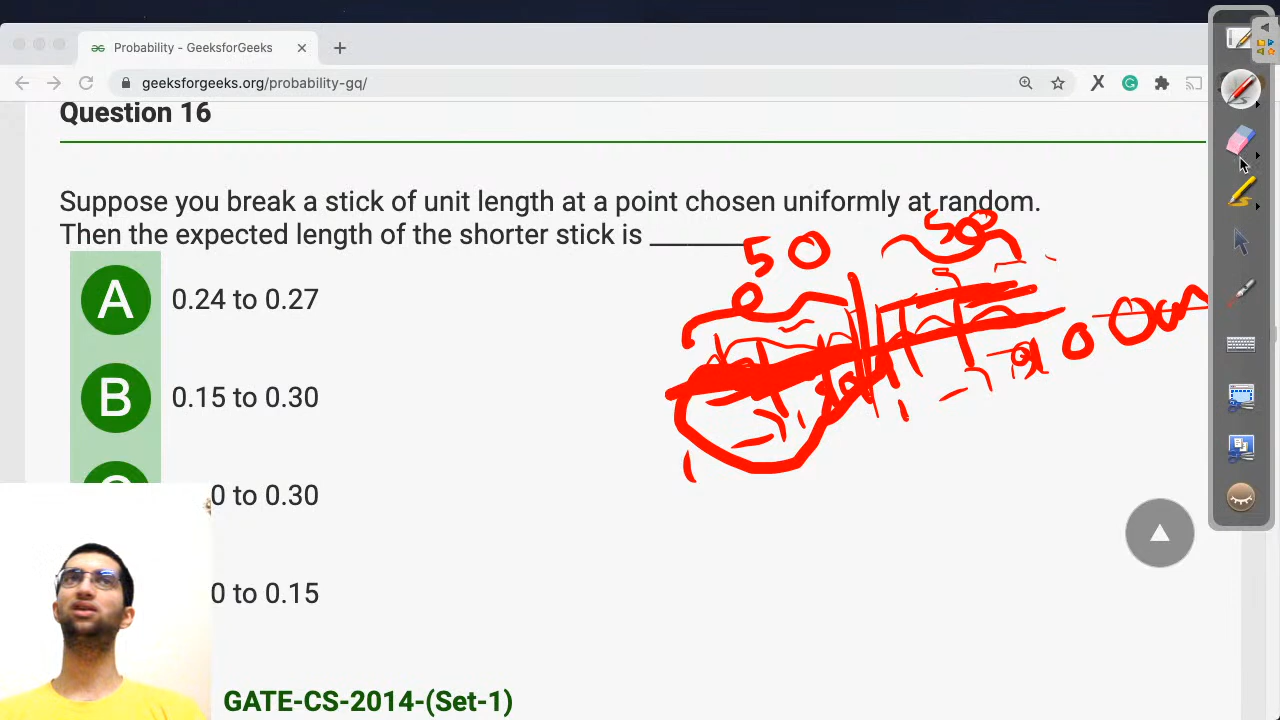 Probability - GeeksforGeeks
geeksforgeeks.org/probability-gq/
Question 16
Suppose you break a stick of unit length at a point chosen uniformly at random.
Then the expected length of the shorter stick is ________
50
50
A 0.24 to 0.27
B 0.15 to 0.30
0 to 0.30
0 to 0.15
GATE-CS-2014-(Set-1)